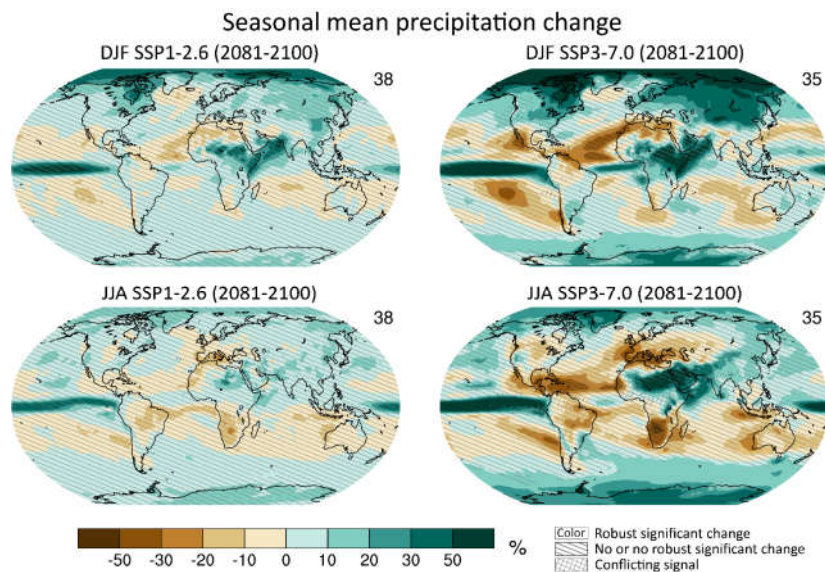 Seasonal mean precipitation change
DJF SSP1-2.6 (2081-2100)
38
DJF SSP3-7.0 (2081-2100)
35
JJA SSP1-2.6 (2081-2100)
38
JJA SSP3-7.0 (2081-2100)
35
-50 -30 -20 -10 0 10 20 30 50 %
Color Robust significant change
No or no robust significant change
Conflicting signal